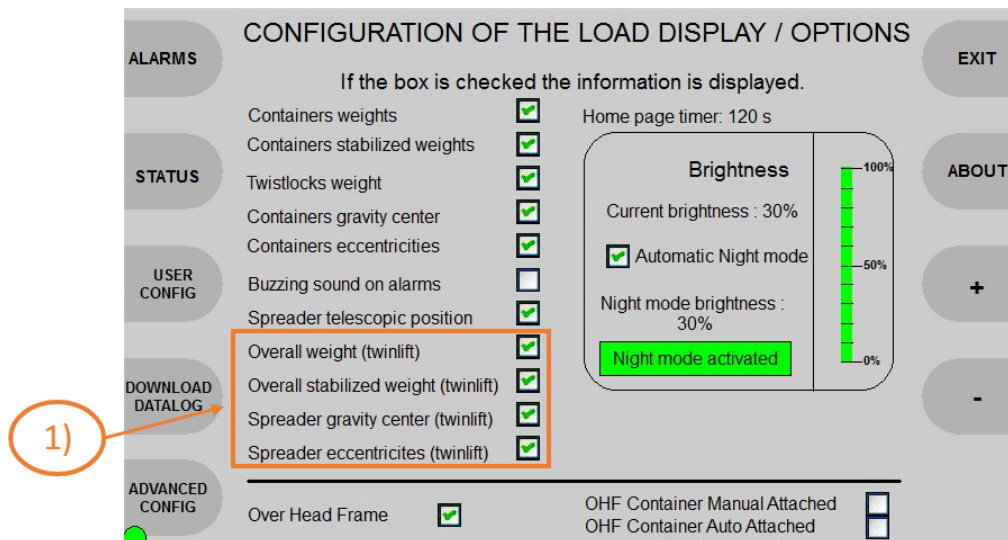 CONFIGURATION OF THE LOAD DISPLAY / OPTIONS
If the box is checked the information is displayed.
ALARMS
STATUS
USER
CONFIG
DOWNLOAD
DATALOG
ADVANCED
CONFIG
1)
Containers weights
Containers stabilized weights
Twistlocks weight
Containers gravity center
Containers eccentricities
Buzzing sound on alarms
Spreader telescopic position
Overall weight (twinlift)
Overall stabilized weight (twinlift)
Spreader gravity center (twinlift)
Spreader eccentricites (twinlift)
Over Head Frame
Home page timer: 120 s
Brightness
Current brightness : 30%
Automatic Night mode
Night mode brightness :
30%
Night mode activated
100%
50%
0%
OHF Container Manual Attached
OHF Container Auto Attached
EXIT
ABOUT
+
-